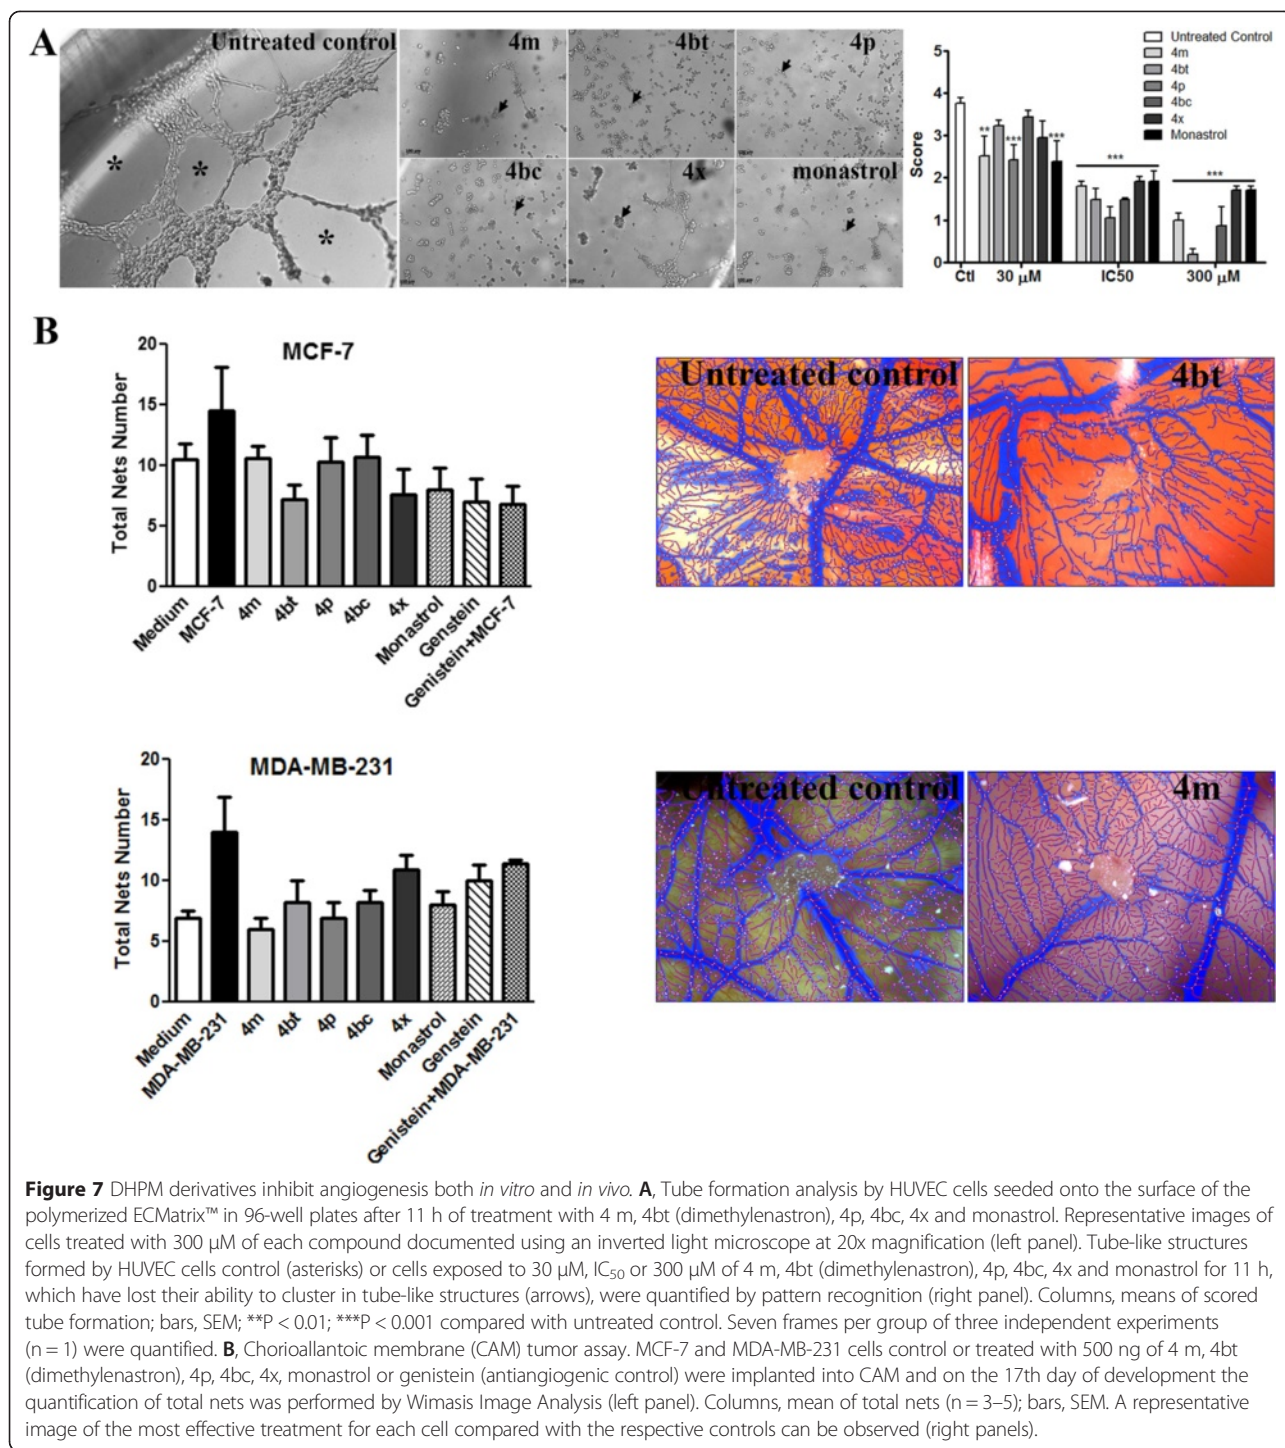 A
Untreated control
4m
4bt
4p
4bc
4x
monastrol
*
*
*
Score
5
4
3
2
1
0
**
***
***
***
***
Ctl
30 µM
IC50
300 µM
Untreated Control
4m
4bt
4p
4bc
4x
Monastrol
B
MCF-7
Total Nets Number
20
15
10
5
0
Medium
MCF-7
4m
4bt
4p
4bc
4x
Monastrol
Genstein
Genistein+MCF-7
Untreated control
4bt
MDA-MB-231
Total Nets Number
20
15
10
5
0
Medium
MDA-MB-231
4m
4bt
4p
4bc
4x
Monastrol
Genstein
Genistein+MDA-MB-231
Untreated control
4m
Figure 7 DHPM derivatives inhibit angiogenesis both in vitro and in vivo. A, Tube formation analysis by HUVEC cells seeded onto the surface of the
polymerized ECMatrix™ in 96-well plates after 11 h of treatment with 4 m, 4bt (dimethylenastron), 4p, 4bc, 4x and monastrol. Representative images of
cells treated with 300 µM of each compound documented using an inverted light microscope at 20x magnification (left panel). Tube-like structures
formed by HUVEC cells control (asterisks) or cells exposed to 30 µM, IC50 or 300 µM of 4 m, 4bt (dimethylenastron), 4p, 4bc, 4x and monastrol for 11 h,
which have lost their ability to cluster in tube-like structures (arrows), were quantified by pattern recognition (right panel). Columns, means of scored
tube formation; bars, SEM; **P < 0.01; ***P < 0.001 compared with untreated control. Seven frames per group of three independent experiments
(n = 1) were quantified. B, Chorioallantoic membrane (CAM) tumor assay. MCF-7 and MDA-MB-231 cells control or treated with 500 ng of 4 m, 4bt
(dimethylenastron), 4p, 4bc, 4x, monastrol or genistein (antiangiogenic control) were implanted into CAM and on the 17th day of development the
quantification of total nets was performed by Wimasis Image Analysis (left panel). Columns, mean of total nets (n = 3–5); bars, SEM. A representative
image of the most effective treatment for each cell compared with the respective controls can be observed (right panels).